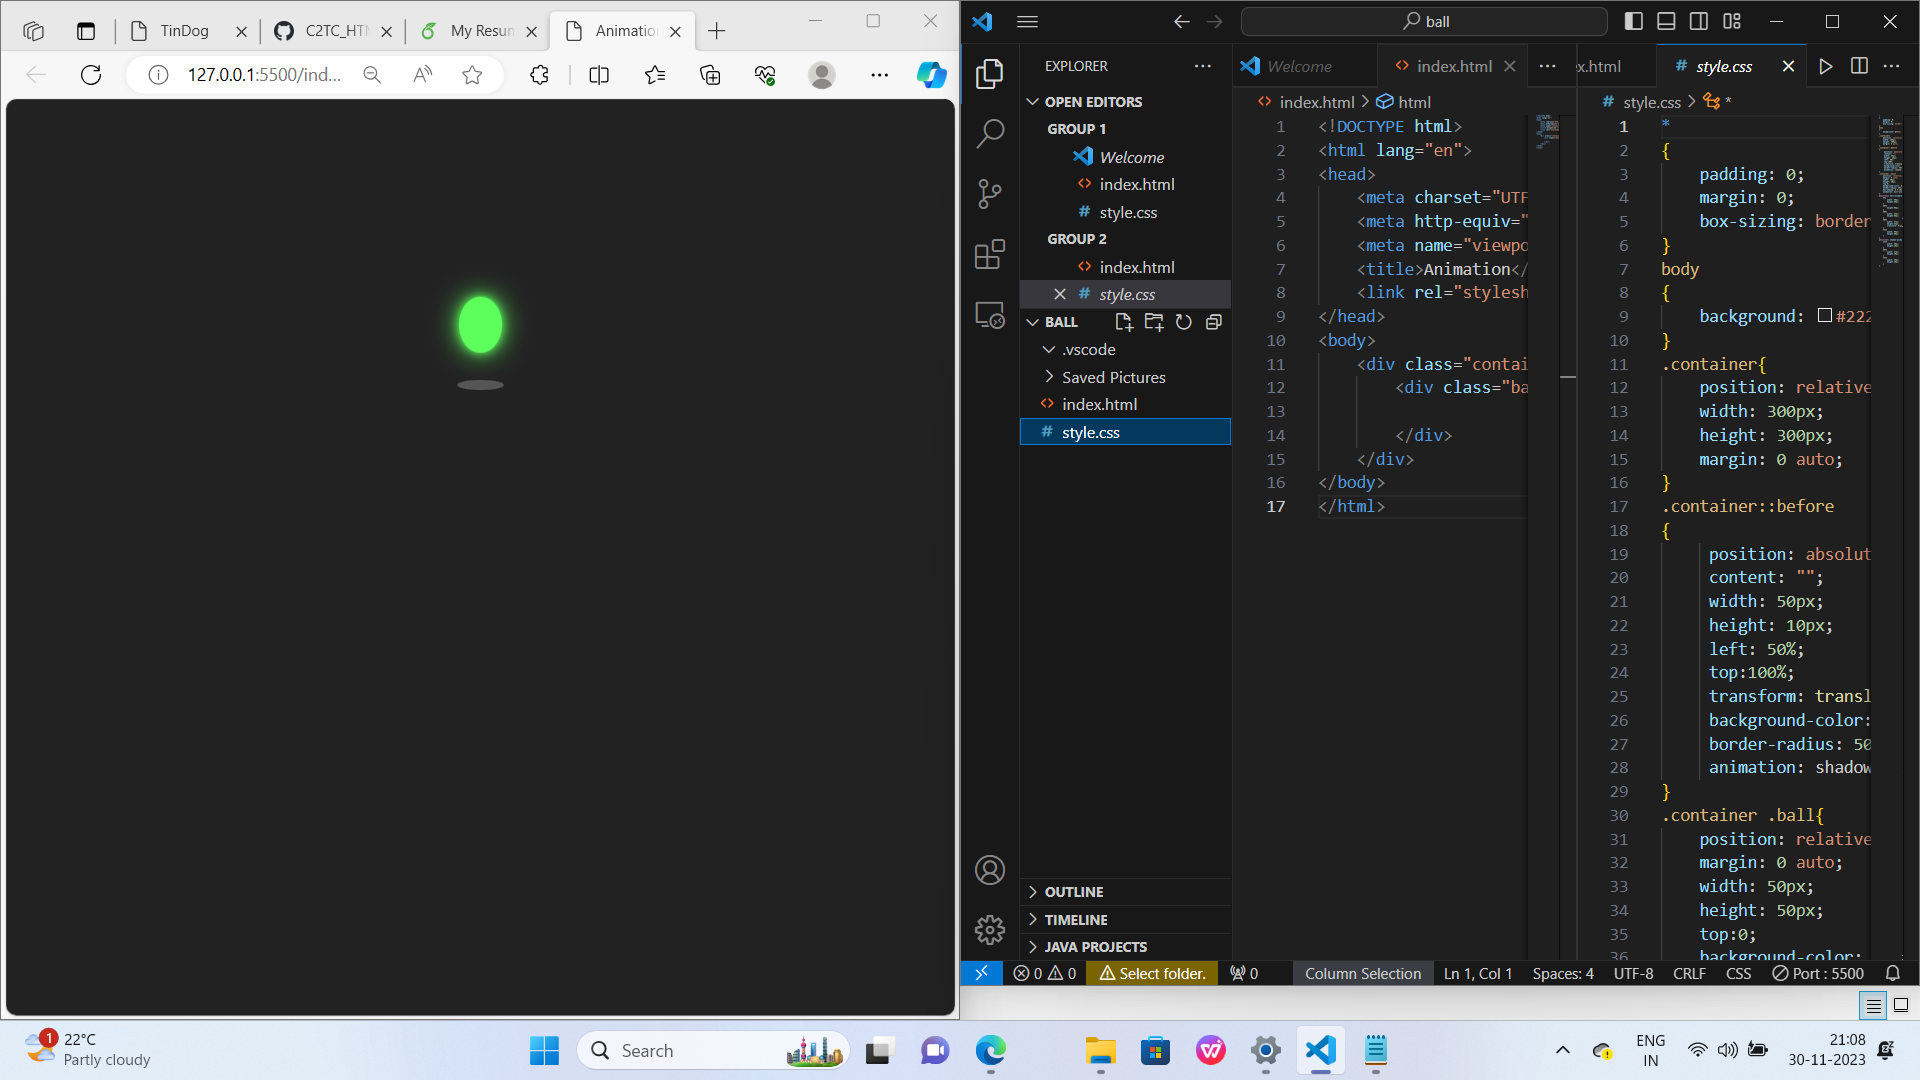 TinDog
C2TC_HTM
My Resum
Animation
127.0.0.1:5500/ind...
ball
EXPLORER
OPEN EDITORS
GROUP 1
Welcome
index.html
style.css
GROUP 2
index.html
style.css
BALL
.vscode
Saved Pictures
index.html
style.css
OUTLINE
TIMELINE
JAVA PROJECTS
Welcome
index.html
index.html > html
1 <!DOCTYPE html>
2 <html lang="en">
3 <head>
4 <meta charset="UTF
5 <meta http-equiv="
6 <meta name="viewpo
7 <title>Animation</
8 <link rel="stylesh
9 </head>
10 <body>
11 <div class="contai
12 <div class="ba
13
14 </div>
15 </div>
16 </body>
17 </html>
x.html
# style.css
# style.css > *
1 *
2 {
3 padding: 0;
4 margin: 0;
5 box-sizing: border
6 }
7 body
8 {
9 background: #222
10 }
11 .container{
12 position: relative
13 width: 300px;
14 height: 300px;
15 margin: 0 auto;
16 }
17 .container::before
18 {
19 position: absolut
20 content: "";
21 width: 50px;
22 height: 10px;
23 left: 50%;
24 top:100%;
25 transform: transl
26 background-color:
27 border-radius: 50
28 animation: shadow
29 }
30 .container .ball{
31 position: relative
32 margin: 0 auto;
33 width: 50px;
34 height: 50px;
35 top:0;
36 background-color:
0 0 Select folder. 0 Column Selection Ln 1, Col 1 Spaces: 4 UTF-8 CRLF CSS Port : 5500
1
22°C
Partly cloudy
Search
ENG
IN
21:08
30-11-2023